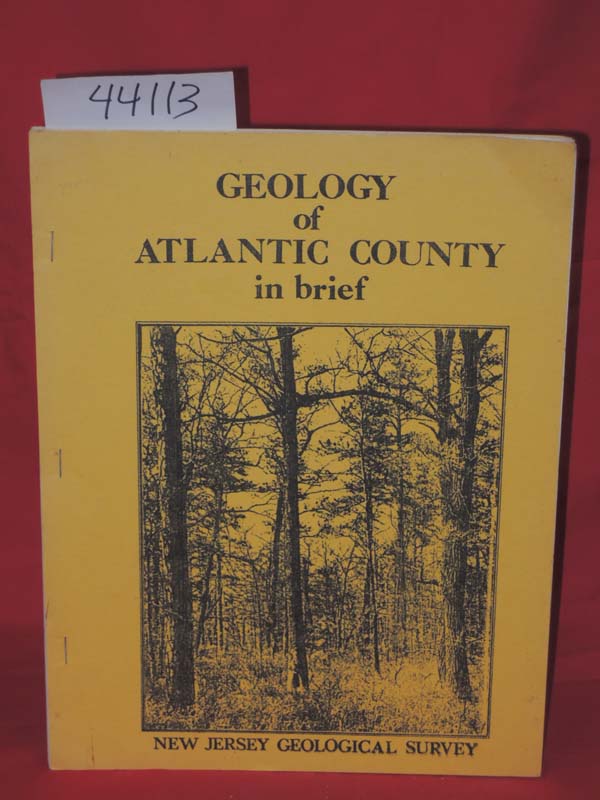 44113
GEOLOGY
of
ATLANTIC COUNTY
in brief
NEW JERSEY GEOLOGICAL SURVEY